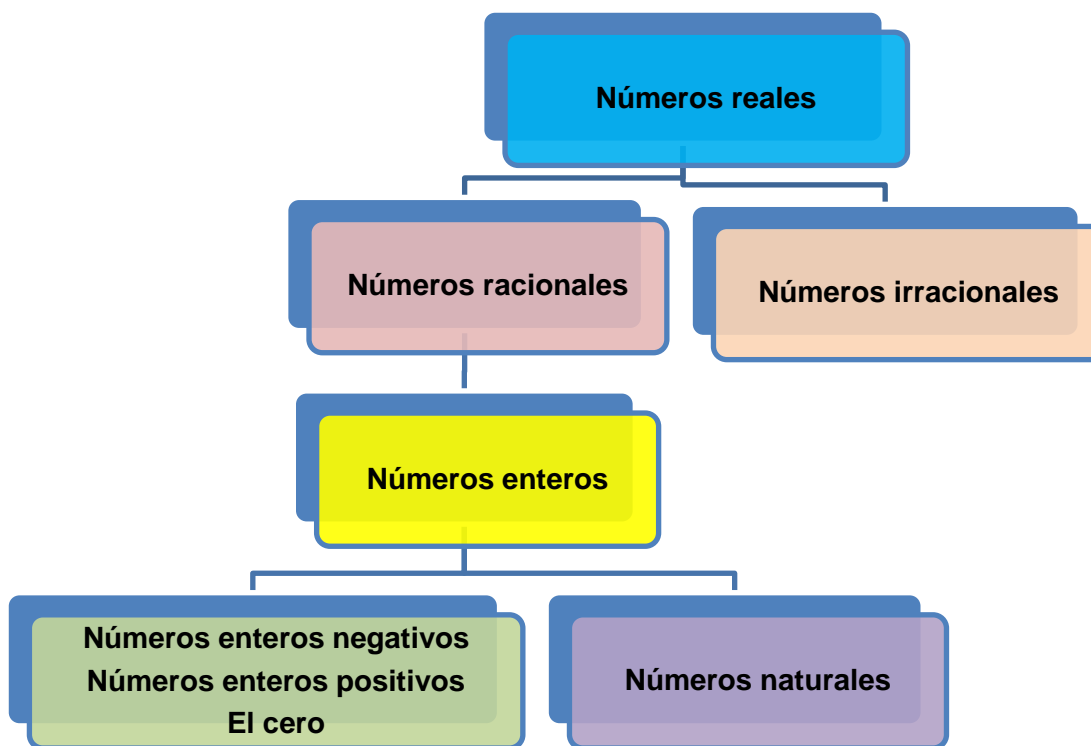 Números reales
Números racionales
Números irracionales
Números enteros
Números enteros negativos
Números enteros positivos
El cero
Números naturales